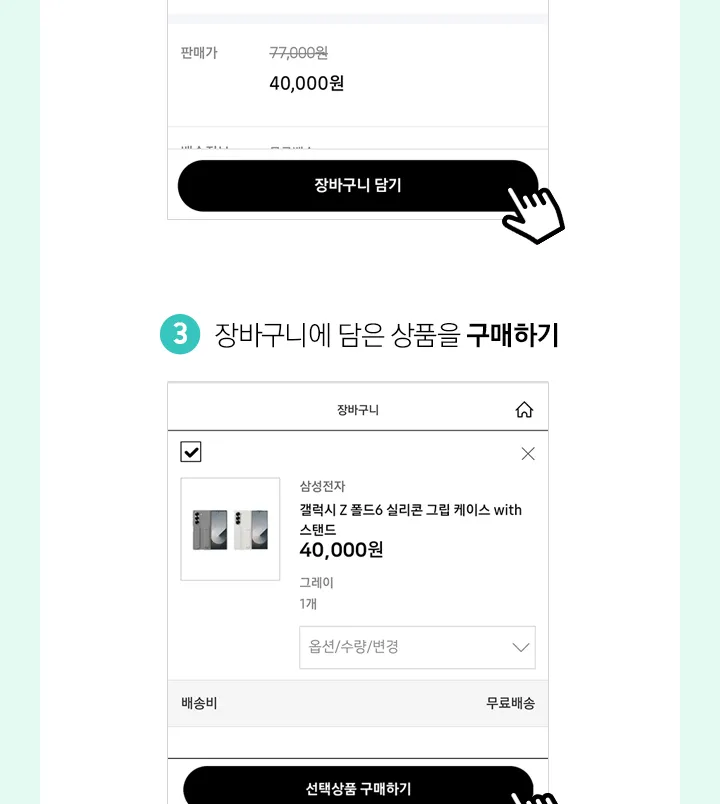 판매가
77,000원
40,000원
장바구니 담기
3 장바구니에 담은 상품을 구매하기
장바구니
삼성전자
갤럭시 Z 폴드6 실리콘 그립 케이스 with
스탠드
40,000원
그레이
1개
옵션/수량/변경
배송비 무료배송
선택상품 구매하기